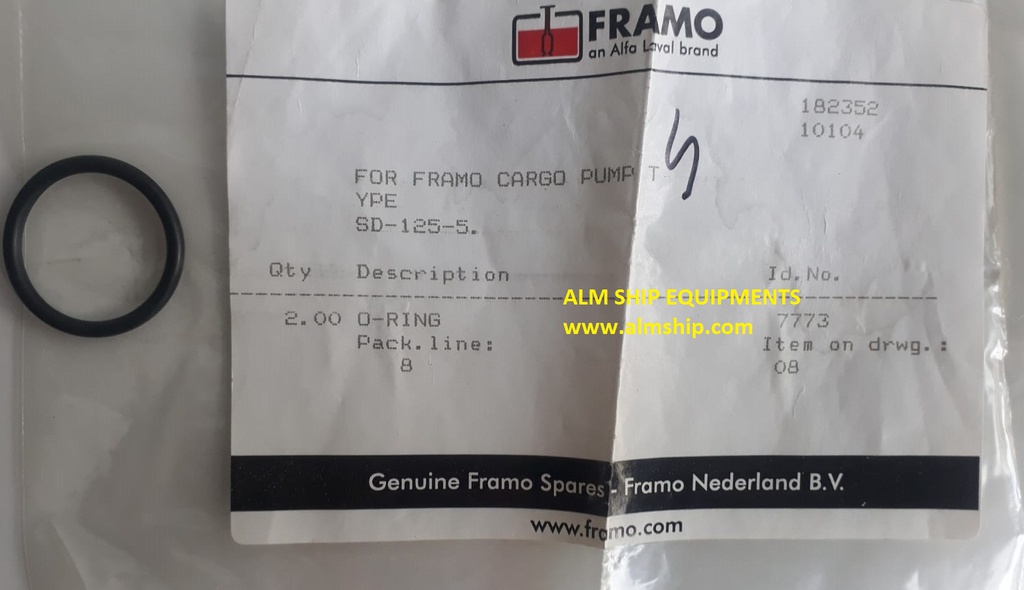 FRAMO
an Alfa Laval brand
182352
10104
FOR FRAMO CARGO PUMP T
YPE
SD-125-5.
Qty Description Id.No.
ALM SHIP EQUIPMENTS
2.00 O-RING 7773
www.almship.com
Pack.line: Item on drwg.:
8 08
Genuine Framo Spares - Framo Nederland B.V.
www.framo.com